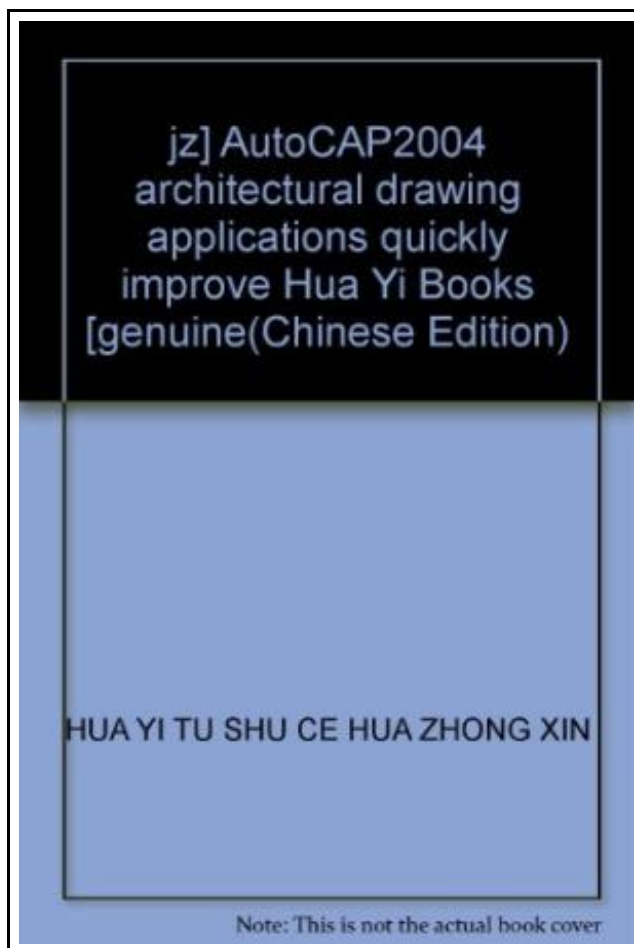 jz] AutoCAP2004
architectural drawing
applications quickly
improve Hua Yi Books
[genuine(Chinese Edition)
HUA YI TU SHU CE HUA ZHONG XIN
Note: This is not the actual book cover